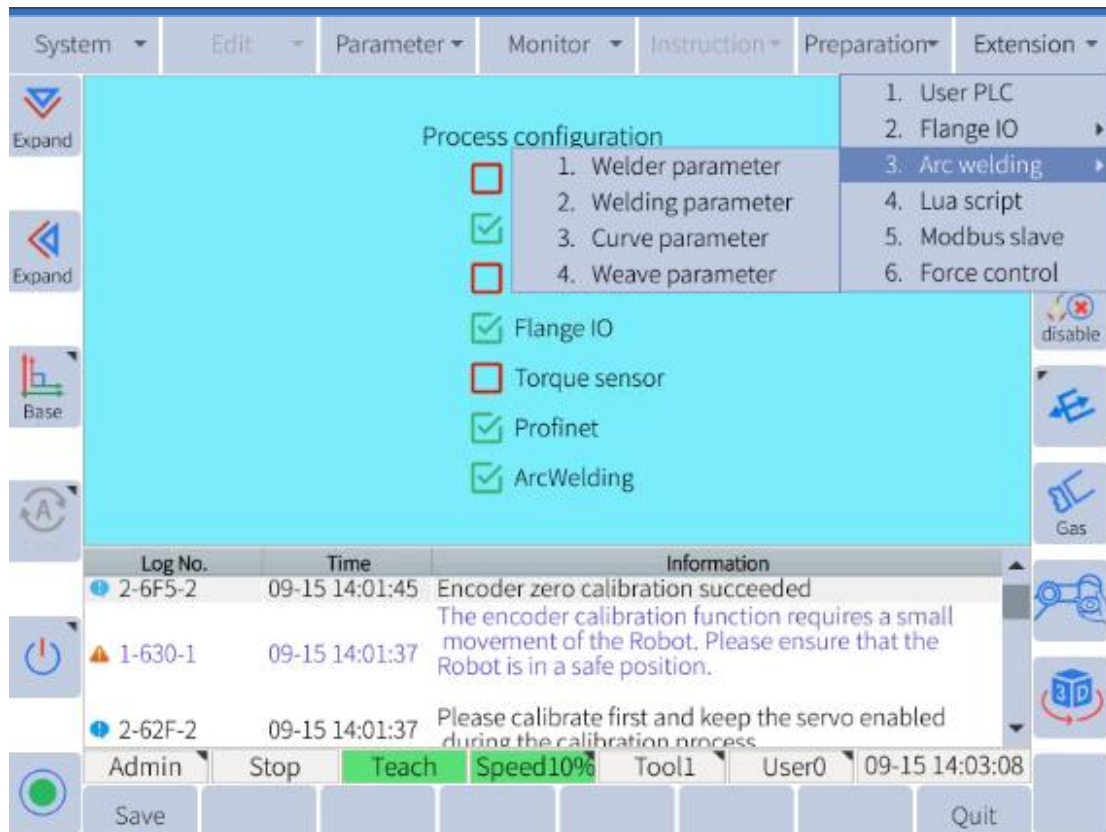 System Edit Parameter Monitor Instruction Preparation Extension
Expand
Expand
Base
A
Process configuration
1. User PLC
2. Flange IO
3. Arc welding
4. Lua script
5. Modbus slave
6. Force control
1. Welder parameter
2. Welding parameter
3. Curve parameter
4. Weave parameter
Flange IO
Torque sensor
Profinet
ArcWelding
disable
Gas
3D
Log No. Time Information
2-6F5-2 09-15 14:01:45 Encoder zero calibration succeeded
1-630-1 09-15 14:01:37 The encoder calibration function requires a small
movement of the Robot. Please ensure that the
Robot is in a safe position.
2-62F-2 09-15 14:01:37 Please calibrate first and keep the servo enabled
during the calibration process
Admin Stop Teach Speed10% Tool1 User0 09-15 14:03:08
Save Quit